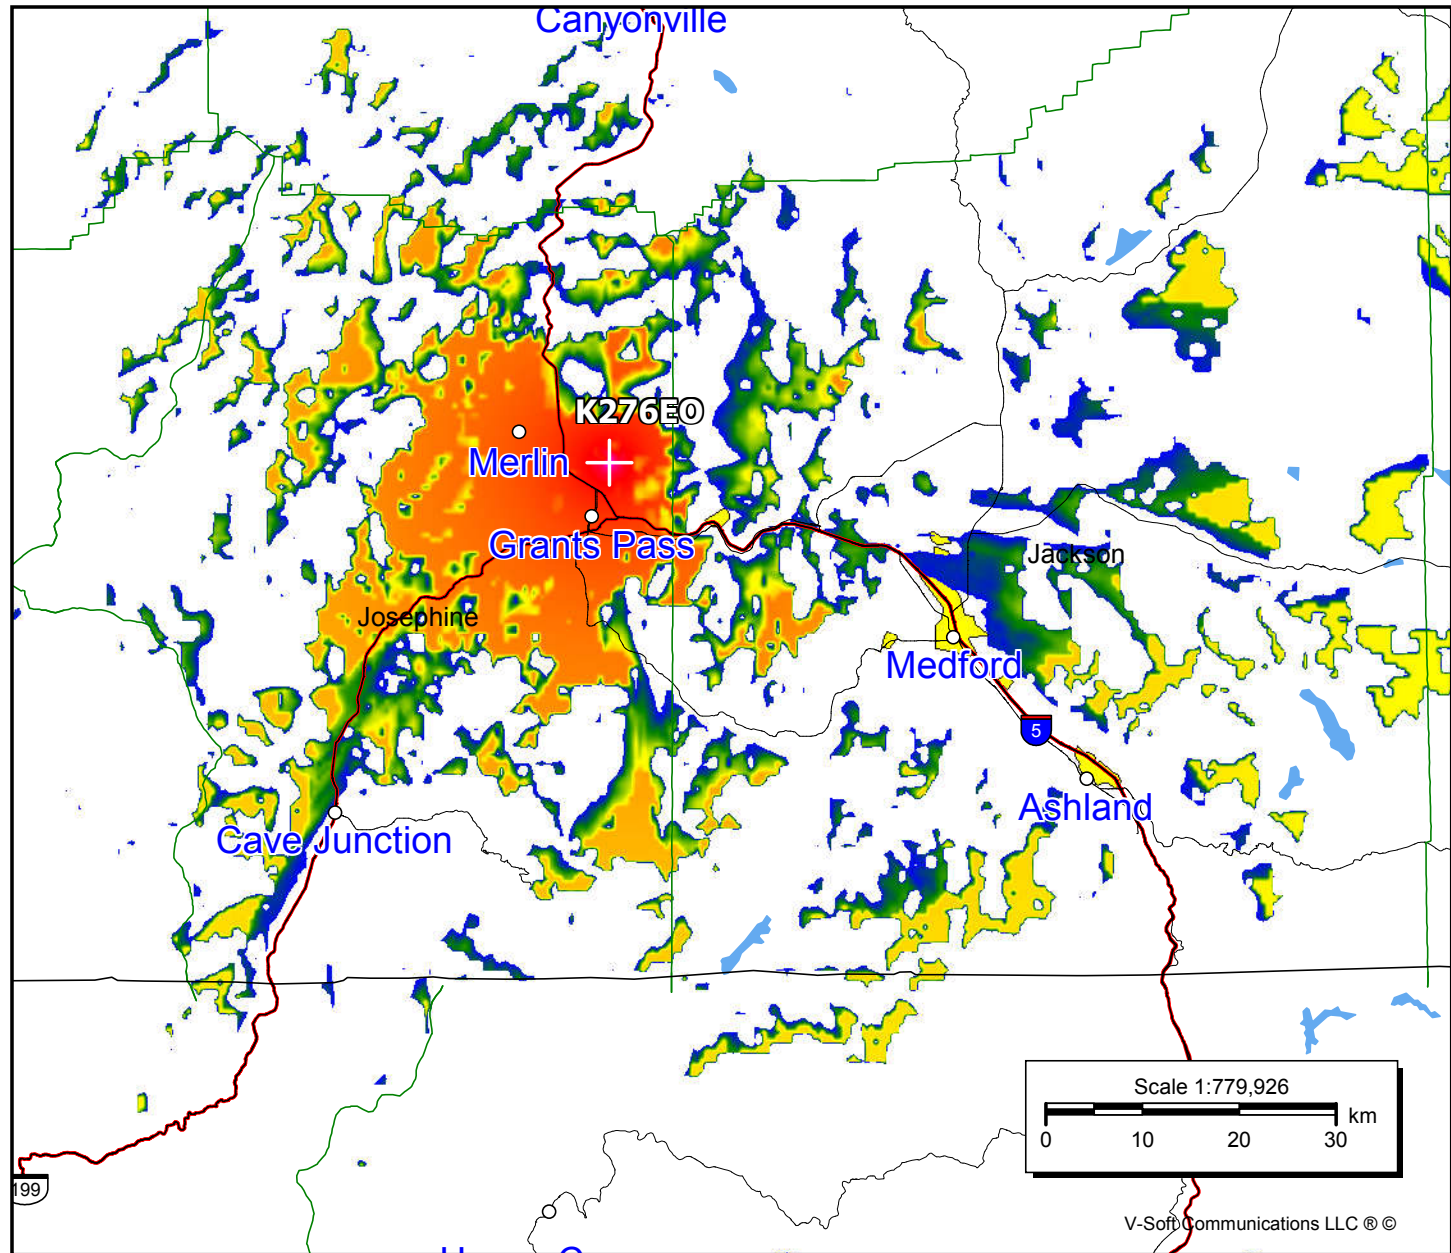 Canyonville
K276EO
Merlin
Grants Pass
Jackson
Josephine
Medford
5
Ashland
Cave Junction
Scale 1:779,926
km
0 10 20 30
199
V-Soft Communications LLC ® ©